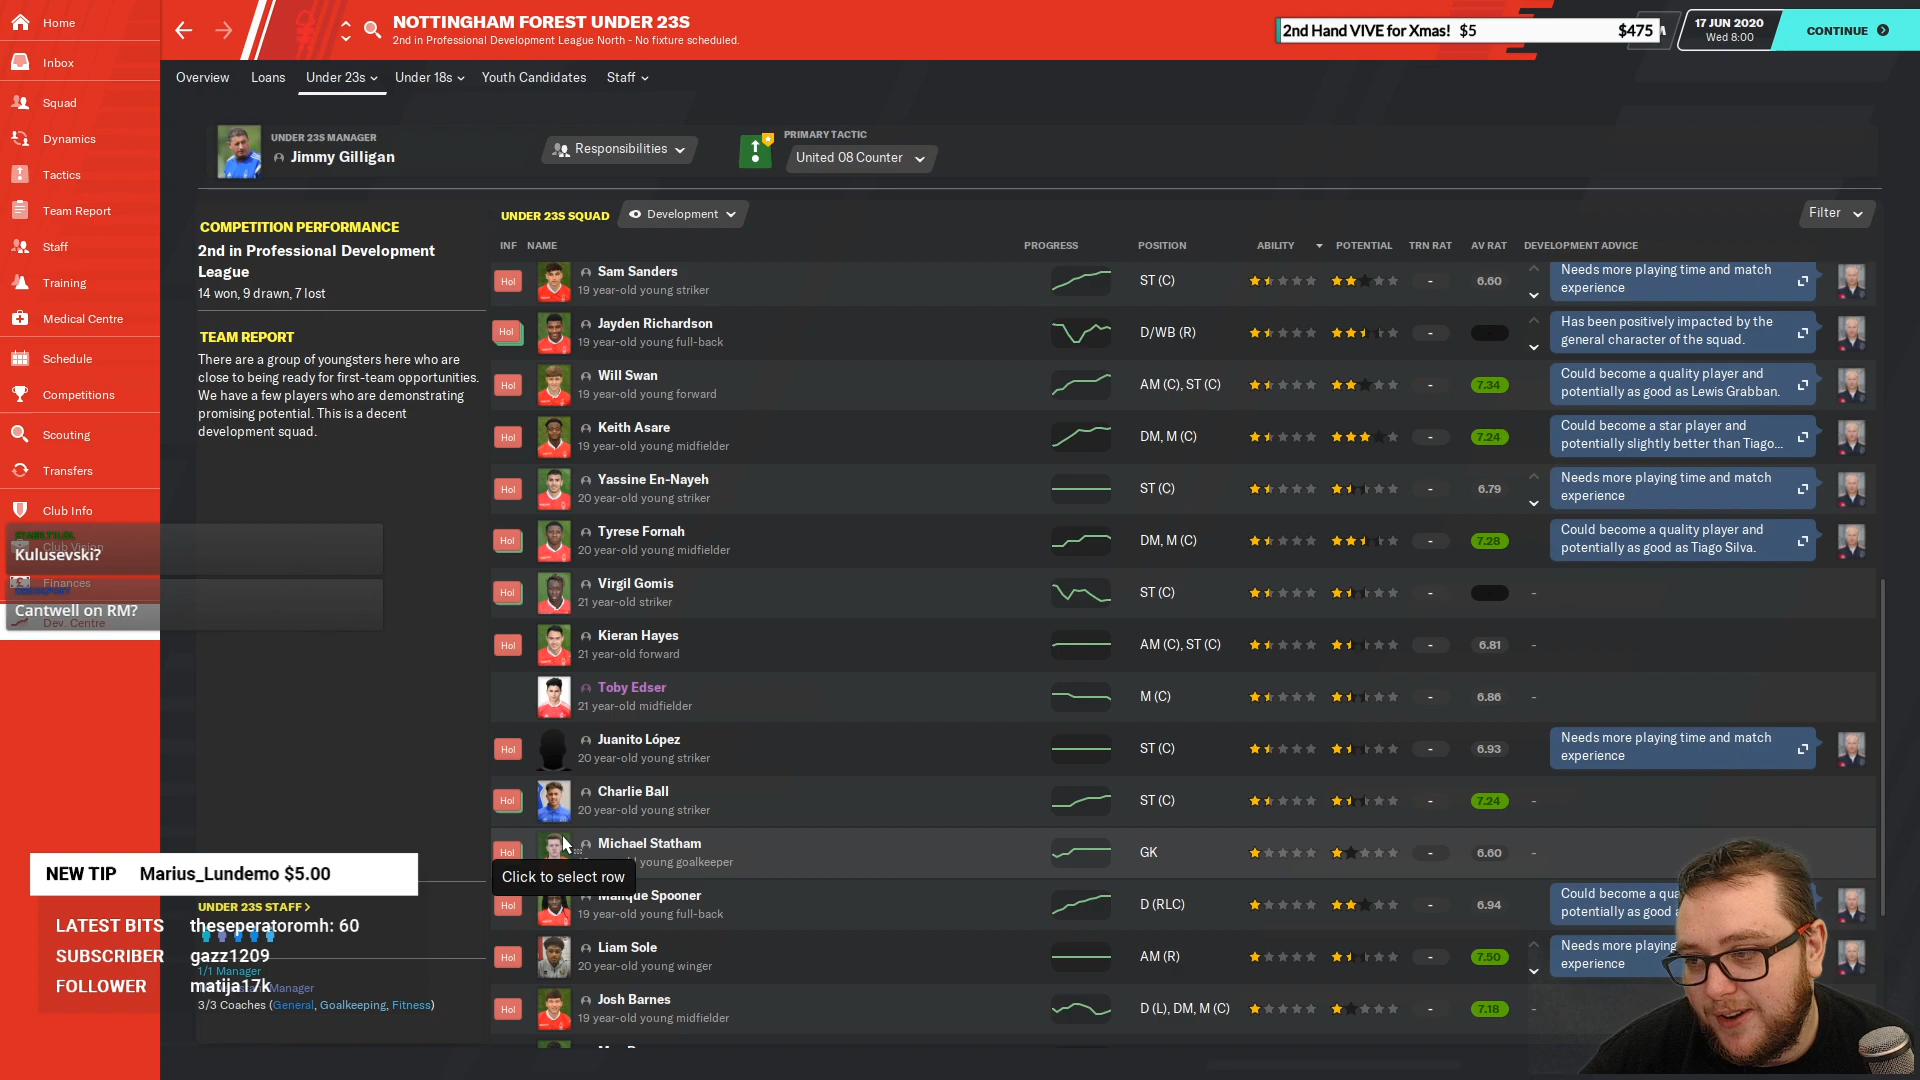 Home
Inbox
Squad
Dynamics
Tactics
Team Report
Staff
Training
Medical Centre
Schedule
Competitions
Scouting
Transfers
Club Info
Club Vision
Kulusevski?
Finances
Cantwell on RM?
Dev. Centre
NOTTINGHAM FOREST UNDER 23S
2nd in Professional Development League North - No fixture scheduled.
2nd Hand VIVE for Xmas! $5 $475
17 JUN 2020
Wed 8:00
CONTINUE
Overview Loans Under 23s Under 18s Youth Candidates Staff
UNDER 23S MANAGER
Jimmy Gilligan
Responsibilities
PRIMARY TACTIC
United 08 Counter
COMPETITION PERFORMANCE
2nd in Professional Development
League
14 won, 9 drawn, 7 lost
TEAM REPORT
There are a group of youngsters here who are
close to being ready for first-team opportunities.
We have a few players who are demonstrating
promising potential. This is a decent
development squad.
UNDER 23S SQUAD Development Filter
INF NAME PROGRESS POSITION ABILITY POTENTIAL TRN RAT AV RAT DEVELOPMENT ADVICE
Hol Sam Sanders ST (C) - 6.60 Needs more playing time and match
19 year-old young striker experience
Hol Jayden Richardson D/WB (R) - Has been positively impacted by the
19 year-old young full-back general character of the squad.
Hol Will Swan AM (C), ST (C) - 7.34 Could become a quality player and
19 year-old young forward potentially as good as Lewis Grabban.
Hol Keith Asare DM, M (C) - 7.24 Could become a star player and
19 year-old young midfielder potentially slightly better than Tiago...
Hol Yassine En-Nayeh ST (C) - 6.79 Needs more playing time and match
20 year-old young striker experience
Hol Tyrese Fornah DM, M (C) - 7.28 Could become a quality player and
20 year-old young midfielder potentially as good as Tiago Silva.
Hol Virgil Gomis ST (C) - -
21 year-old striker
Hol Kieran Hayes AM (C), ST (C) - 6.81 -
21 year-old forward
Toby Edser M (C) - 6.86 -
21 year-old midfielder
Hol Juanito López ST (C) - 6.93 Needs more playing time and match
20 year-old young striker experience
Hol Charlie Ball ST (C) - 7.24 -
20 year-old young striker
Hol Michael Statham GK - 6.60 -
young goalkeeper
Click to select row
Hol Spooner D (RLC) - 6.94 Could become a qua
19 year-old young full-back potentially as good a
Hol Liam Sole AM (R) - 7.50 Needs more playing
20 year-old young winger experience
Hol Josh Barnes D (L), DM, M (C) - 7.18 -
19 year-old young midfielder
NEW TIP Marius_Lundemo $5.00
UNDER 23S STAFF >
LATEST BITS theseperatoromh: 60
SUBSCRIBER gazz1209
1/1 Manager
FOLLOWER matija17k
Manager
3/3 Coaches (General, Goalkeeping, Fitness)